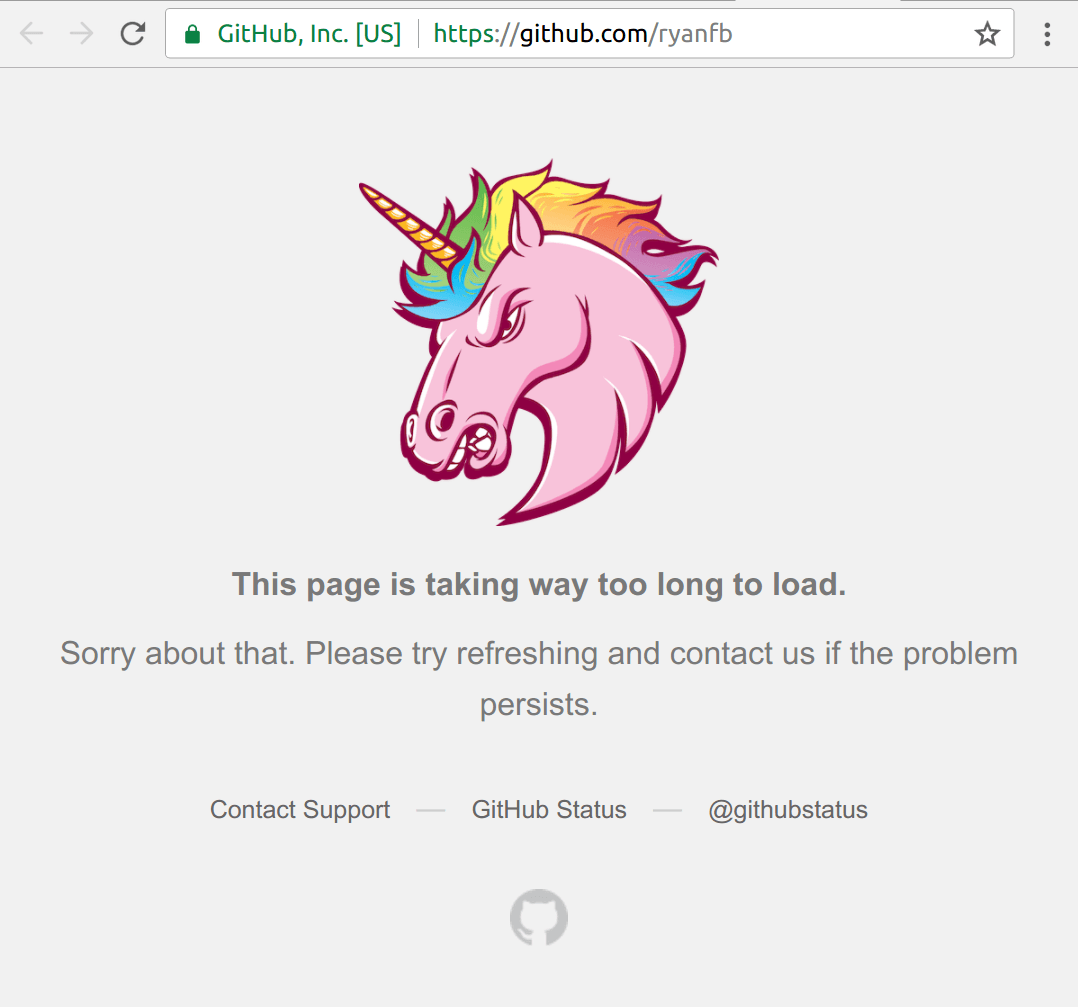 GitHub, Inc. [US] https://github.com/ryanfb
This page is taking way too long to load.
Sorry about that. Please try refreshing and contact us if the problem
persists.
Contact Support — GitHub Status — @githubstatus